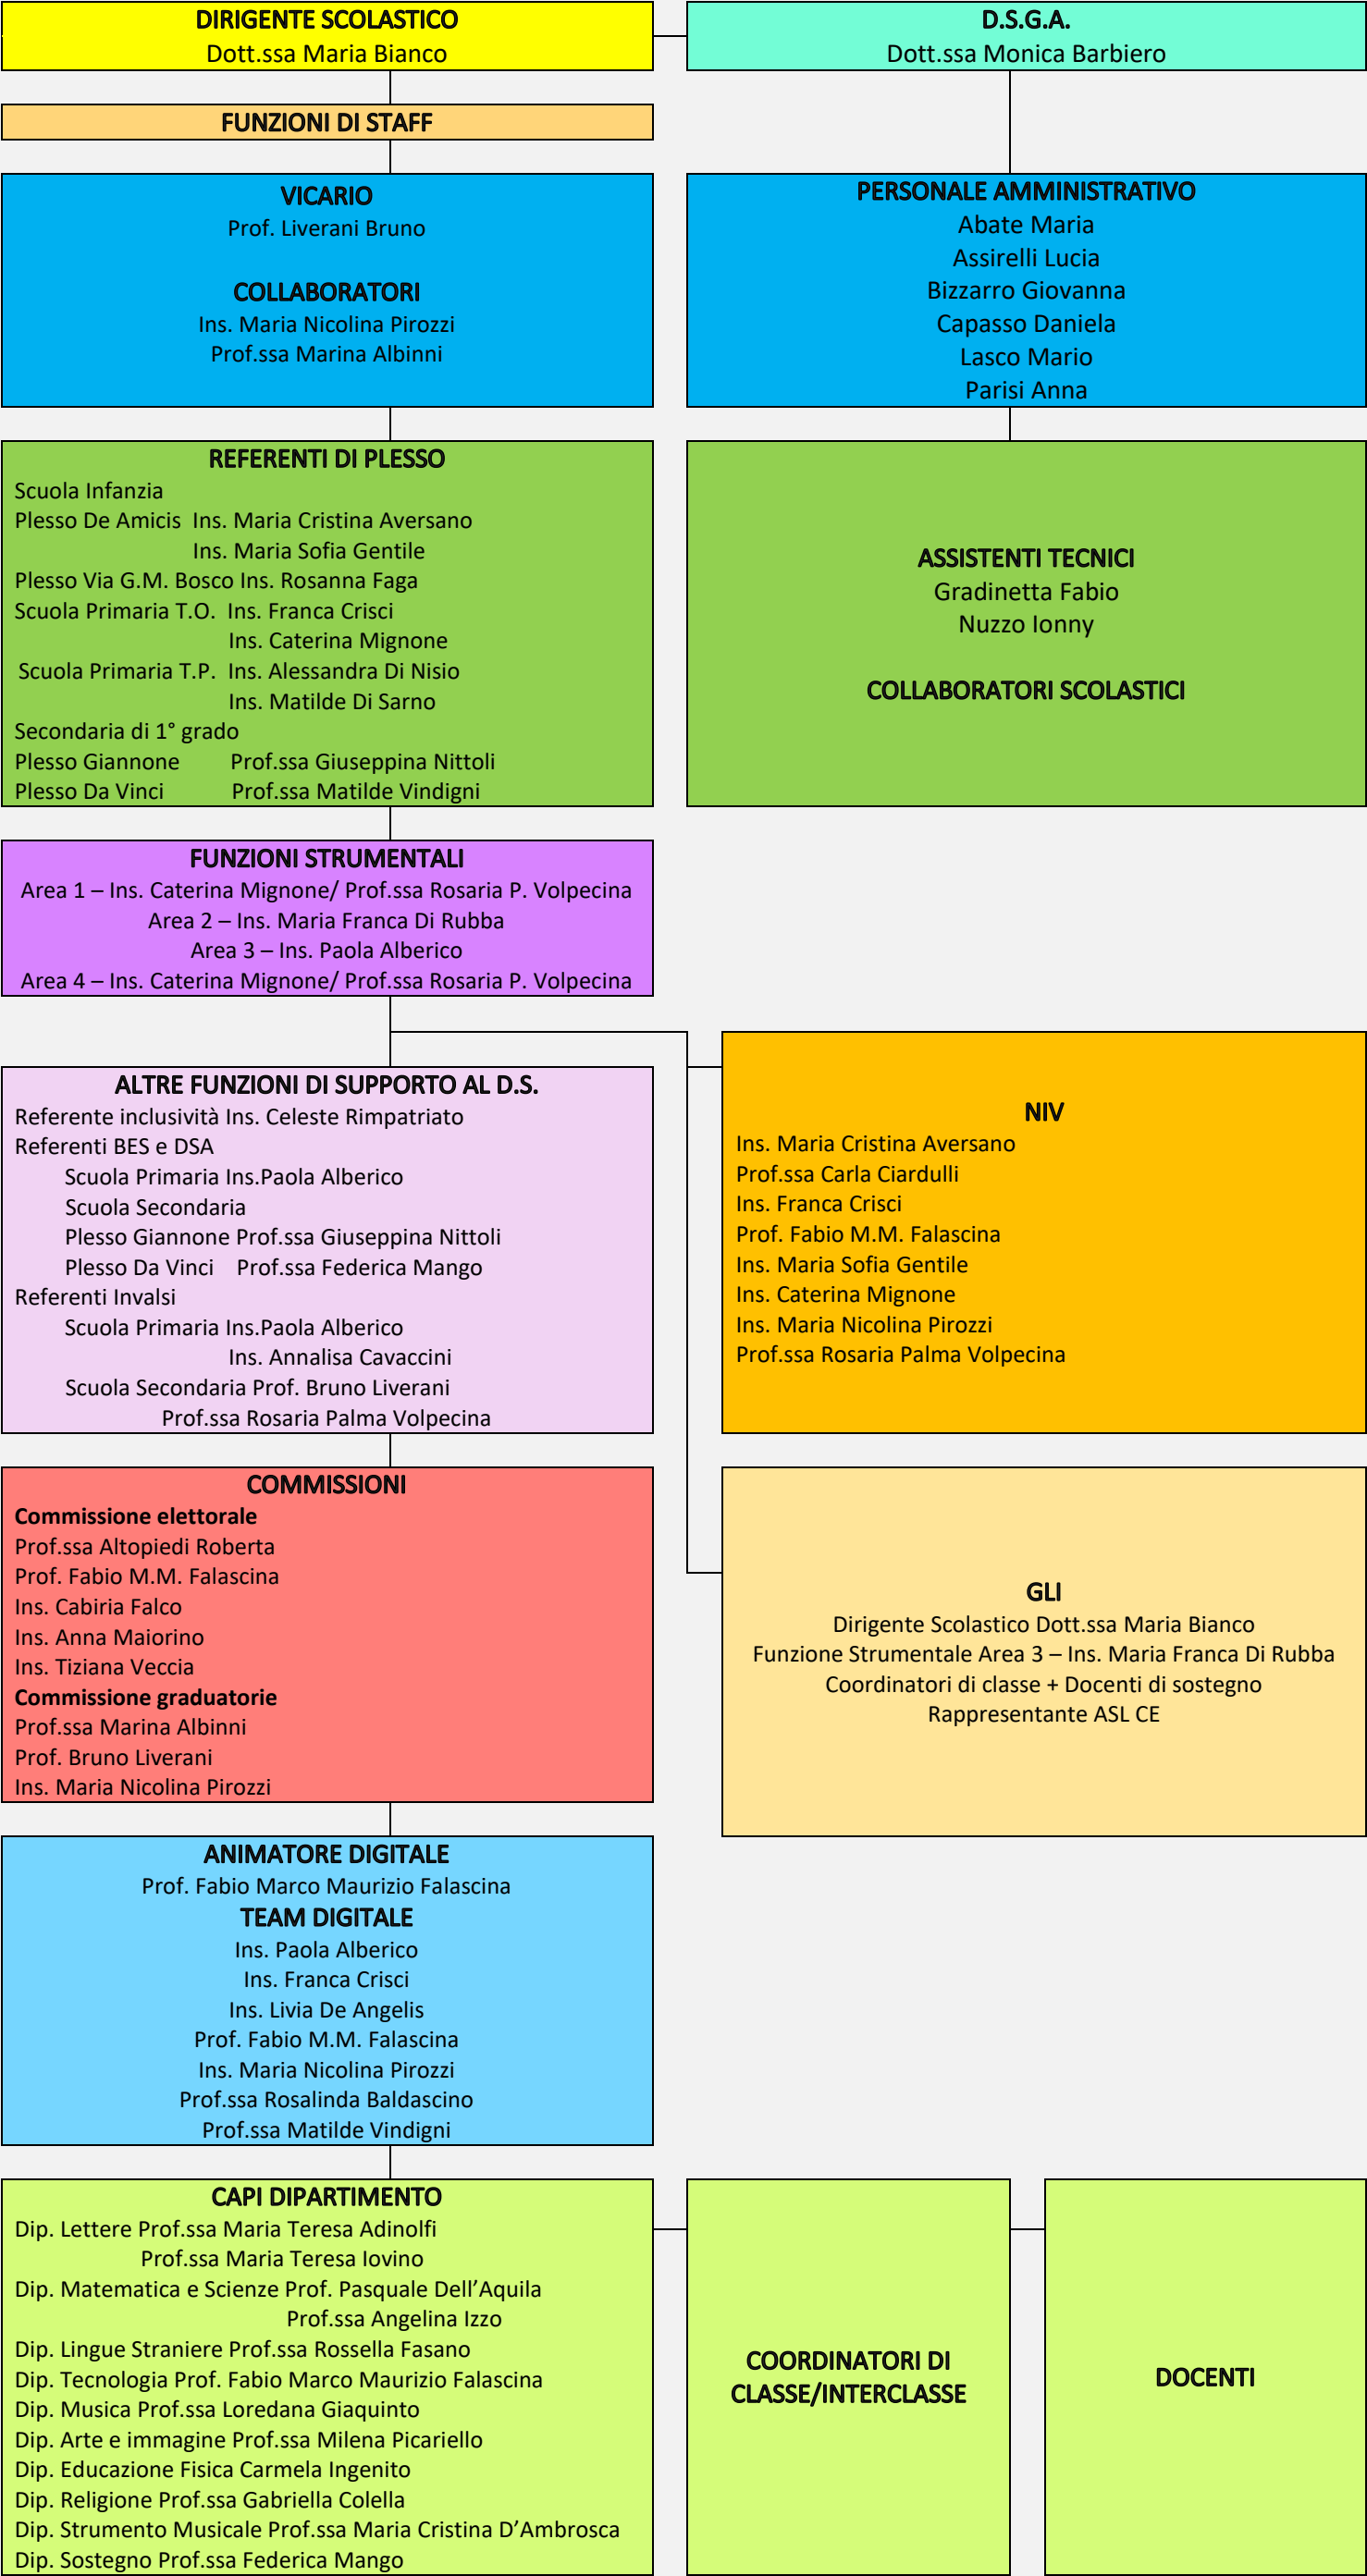 DIRIGENTE SCOLASTICO
Dott.ssa Maria Bianco
D.S.G.A.
Dott.ssa Monica Barbiero
FUNZIONI DI STAFF
VICARIO
Prof. Liverani Bruno
COLLABORATORI
Ins. Maria Nicolina Pirozzi
Prof.ssa Marina Albinni
PERSONALE AMMINISTRATIVO
Abate Maria
Assirelli Lucia
Bizzarro Giovanna
Capasso Daniela
Lasco Mario
Parisi Anna
REFERENTI DI PLESSO
Scuola Infanzia
Plesso De Amicis Ins. Maria Cristina Aversano
Ins. Maria Sofia Gentile
Plesso Via G.M. Bosco Ins. Rosanna Faga
Scuola Primaria T.O. Ins. Franca Crisci
Ins. Caterina Mignone
Scuola Primaria T.P. Ins. Alessandra Di Nisio
Ins. Matilde Di Sarno
Secondaria di 1° grado
Plesso Giannone Prof.ssa Giuseppina Nittoli
Plesso Da Vinci Prof.ssa Matilde Vindigni
ASSISTENTI TECNICI
Gradinetta Fabio
Nuzzo Ionny
COLLABORATORI SCOLASTICI
FUNZIONI STRUMENTALI
Area 1 – Ins. Caterina Mignone/ Prof.ssa Rosaria P. Volpecina
Area 2 – Ins. Maria Franca Di Rubba
Area 3 – Ins. Paola Alberico
Area 4 – Ins. Caterina Mignone/ Prof.ssa Rosaria P. Volpecina
ALTRE FUNZIONI DI SUPPORTO AL D.S.
Referente inclusività Ins. Celeste Rimpatriato
Referenti BES e DSA
Scuola Primaria Ins.Paola Alberico
Scuola Secondaria
Plesso Giannone Prof.ssa Giuseppina Nittoli
Plesso Da Vinci Prof.ssa Federica Mango
Referenti Invalsi
Scuola Primaria Ins.Paola Alberico
Ins. Annalisa Cavaccini
Scuola Secondaria Prof. Bruno Liverani
Prof.ssa Rosaria Palma Volpecina
NIV
Ins. Maria Cristina Aversano
Prof.ssa Carla Ciardulli
Ins. Franca Crisci
Prof. Fabio M.M. Falascina
Ins. Maria Sofia Gentile
Ins. Caterina Mignone
Ins. Maria Nicolina Pirozzi
Prof.ssa Rosaria Palma Volpecina
COMMISSIONI
Commissione elettorale
Prof.ssa Altopiedi Roberta
Prof. Fabio M.M. Falascina
Ins. Cabiria Falco
Ins. Anna Maiorino
Ins. Tiziana Veccia
Commissione graduatorie
Prof.ssa Marina Albinni
Prof. Bruno Liverani
Ins. Maria Nicolina Pirozzi
GLI
Dirigente Scolastico Dott.ssa Maria Bianco
Funzione Strumentale Area 3 – Ins. Maria Franca Di Rubba
Coordinatori di classe + Docenti di sostegno
Rappresentante ASL CE
ANIMATORE DIGITALE
Prof. Fabio Marco Maurizio Falascina
TEAM DIGITALE
Ins. Paola Alberico
Ins. Franca Crisci
Ins. Livia De Angelis
Prof. Fabio M.M. Falascina
Ins. Maria Nicolina Pirozzi
Prof.ssa Rosalinda Baldascino
Prof.ssa Matilde Vindigni
CAPI DIPARTIMENTO
Dip. Lettere Prof.ssa Maria Teresa Adinolfi
Prof.ssa Maria Teresa Iovino
Dip. Matematica e Scienze Prof. Pasquale Dell’Aquila
Prof.ssa Angelina Izzo
Dip. Lingue Straniere Prof.ssa Rossella Fasano
Dip. Tecnologia Prof. Fabio Marco Maurizio Falascina
Dip. Musica Prof.ssa Loredana Giaquinto
Dip. Arte e immagine Prof.ssa Milena Picariello
Dip. Educazione Fisica Carmela Ingenito
Dip. Religione Prof.ssa Gabriella Colella
Dip. Strumento Musicale Prof.ssa Maria Cristina D’Ambrosca
Dip. Sostegno Prof.ssa Federica Mango
COORDINATORI DI
CLASSE/INTERCLASSE
DOCENTI